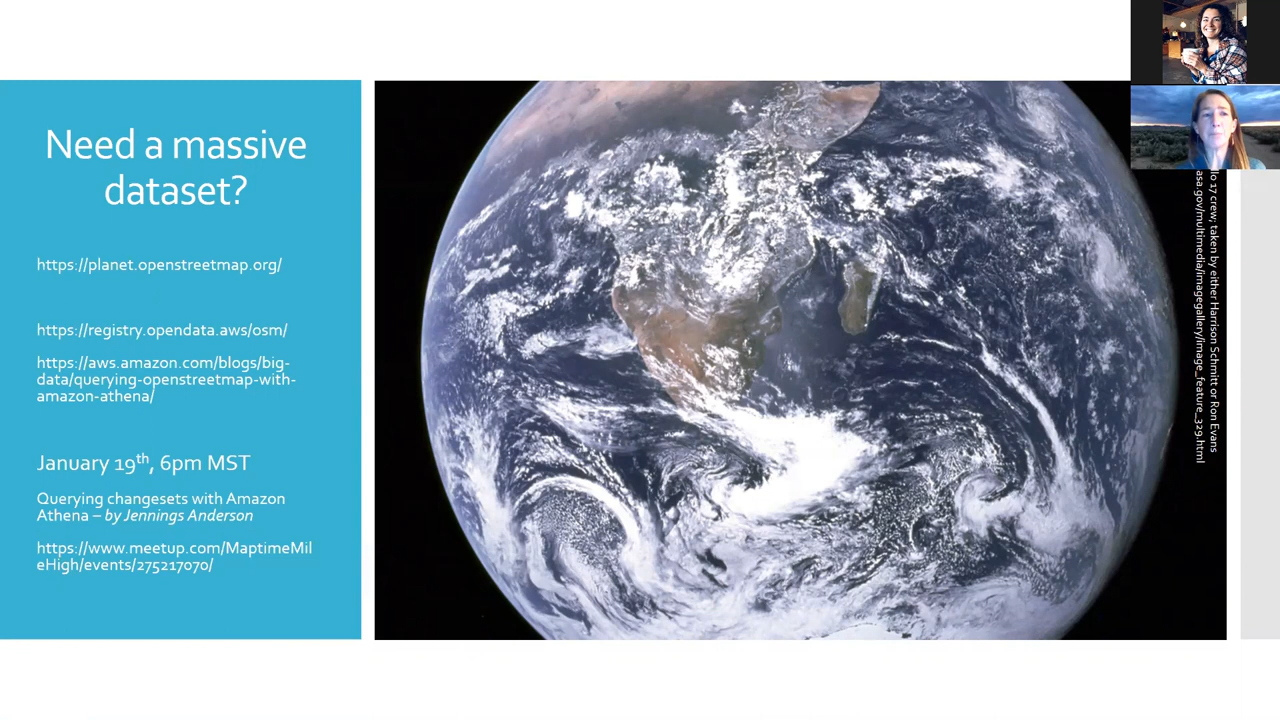 Need a massive
dataset?
https://planet.openstreetmap.org/
https://registry.opendata.aws/osm/
https://aws.amazon.com/blogs/big-
data/querying-openstreetmap-with-
amazon-athena/
January 19th, 6pm MST
Querying changesets with Amazon
Athena – by Jennings Anderson
https://www.meetup.com/MaptimeMil
eHigh/events/275217070/
17 crew; taken by either Harrison Schmitt or Ron Evans
asa.gov/multimedia/imagegallery/image_feature_329.html